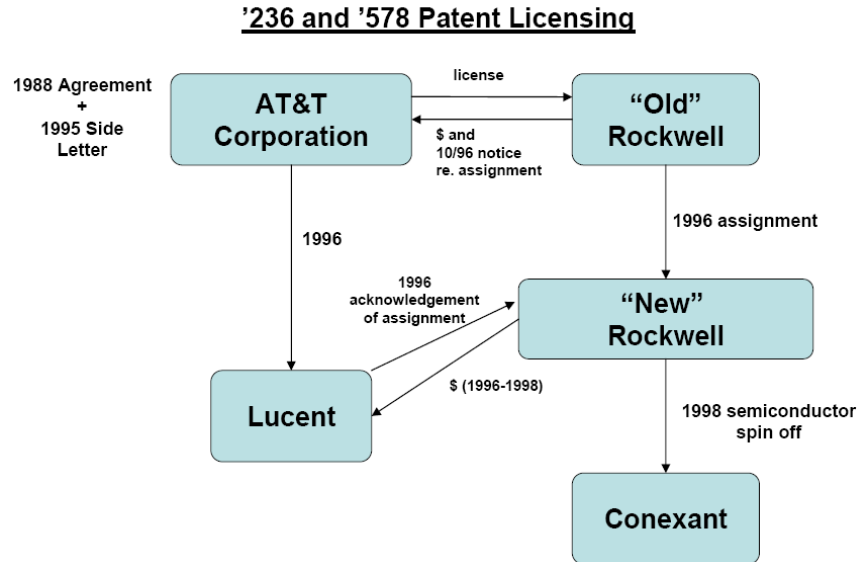 ’236 and ’578 Patent Licensing
1988 Agreement
+
1995 Side
Letter
AT&T
Corporation
license
$ and
10/96 notice
re. assignment
“Old”
Rockwell
1996
1996 assignment
1996
acknowledgement
of assignment
“New”
Rockwell
$ (1996-1998)
Lucent
1998 semiconductor
spin off
Conexant